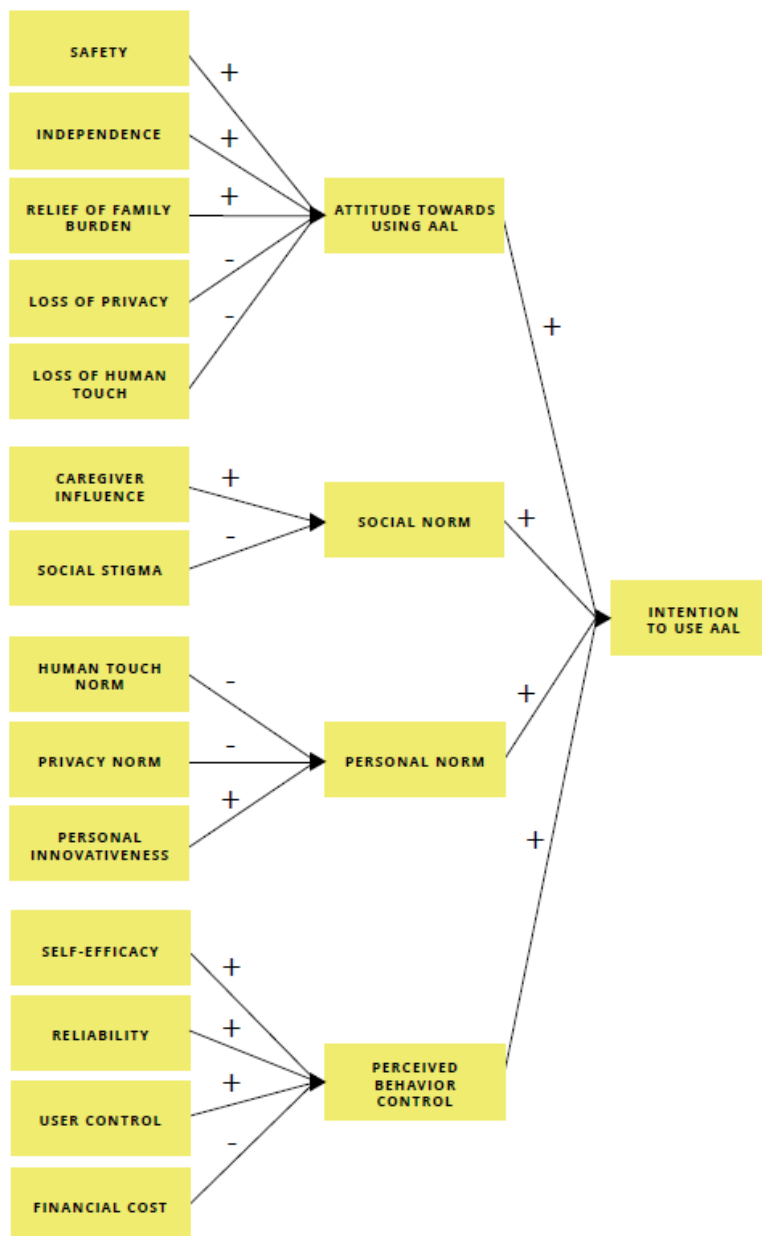 SAFETY
+
INDEPENDENCE
+
RELIEF OF FAMILY
BURDEN
+
LOSS OF PRIVACY
-
LOSS OF HUMAN
TOUCH
-
ATTITUDE TOWARDS
USING AAL
+
CAREGIVER
INFLUENCE
+
SOCIAL STIGMA
-
SOCIAL NORM
+
HUMAN TOUCH
NORM
-
PRIVACY NORM
-
PERSONAL
INNOVATIVENESS
+
PERSONAL NORM
+
SELF-EFFICACY
+
RELIABILITY
+
USER CONTROL
+
FINANCIAL COST
-
PERCEIVED
BEHAVIOR
CONTROL
+
INTENTION
TO USE AAL